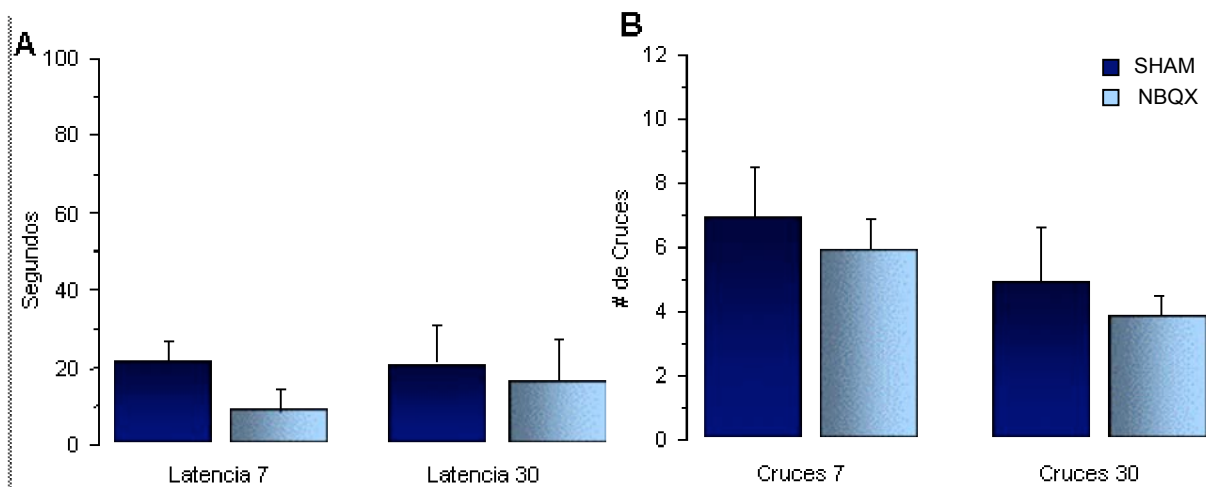 A
100
80
60
40
20
0
Segundos
Latencia 7
Latencia 30
B
12
10
8
6
4
2
0
# de Cruces
Cruces 7
Cruces 30
SHAM
NBQX